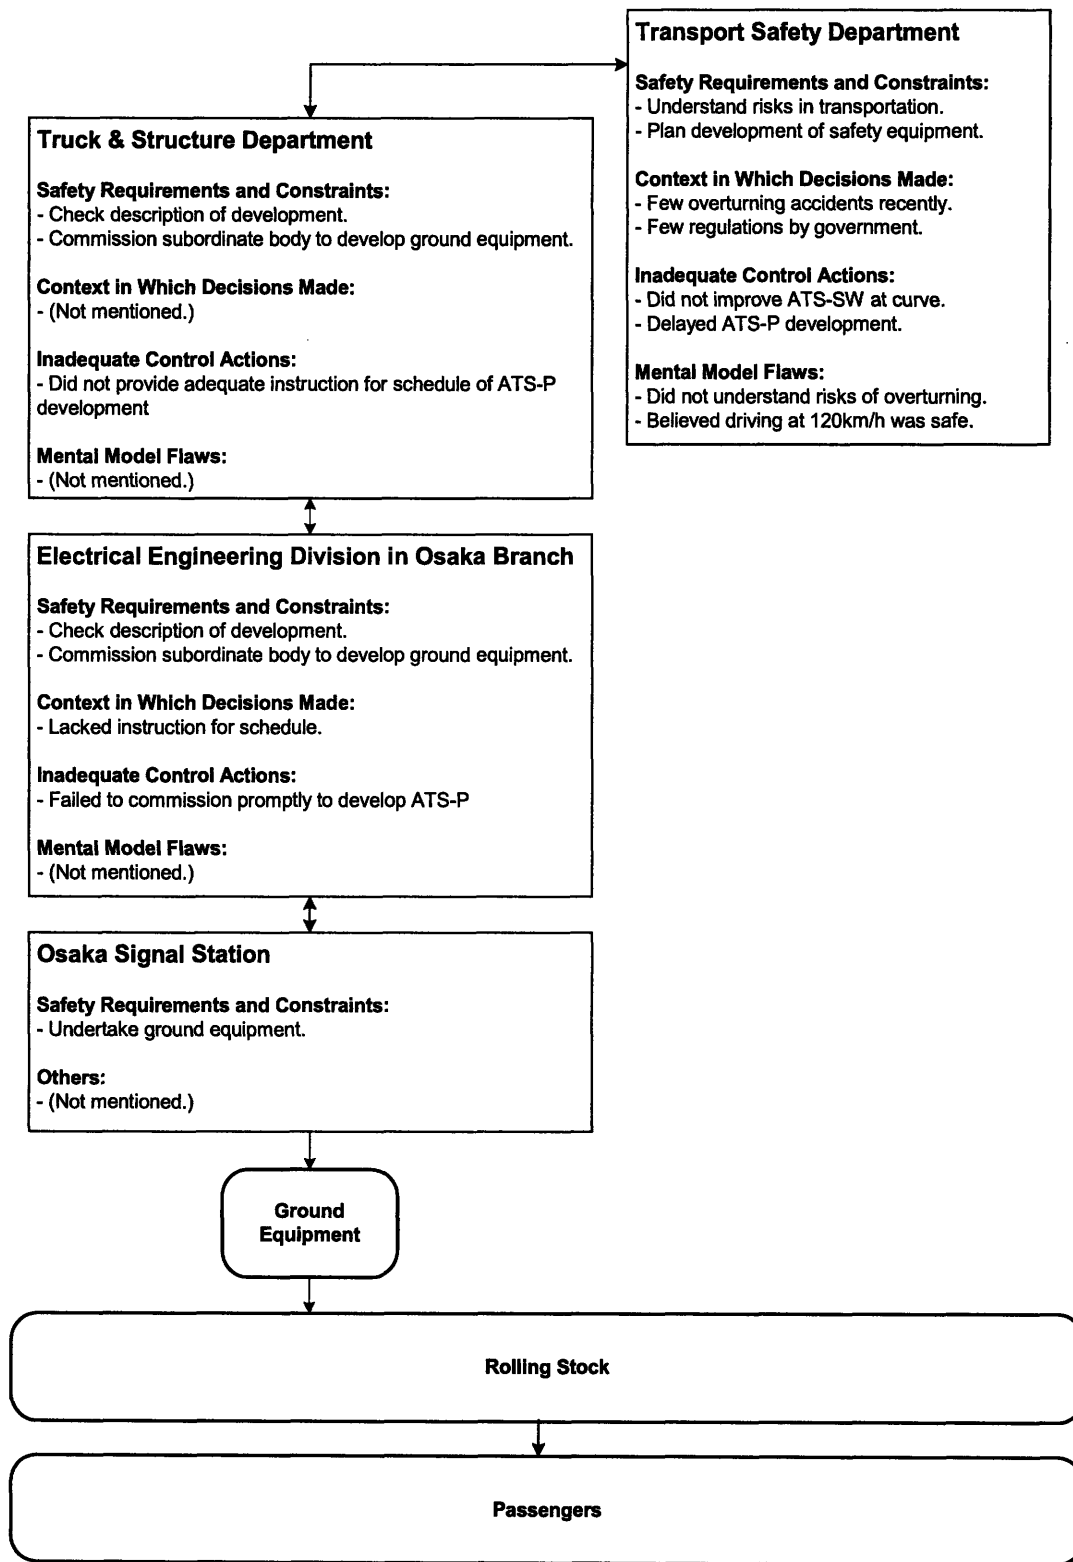 Transport Safety Department
Safety Requirements and Constraints:
- Understand risks in transportation.
- Plan development of safety equipment.
Context in Which Decisions Made:
- Few overturning accidents recently.
- Few regulations by government.
Inadequate Control Actions:
- Did not improve ATS-SW at curve.
- Delayed ATS-P development.
Mental Model Flaws:
- Did not understand risks of overturning.
- Believed driving at 120km/h was safe.
Truck & Structure Department
Safety Requirements and Constraints:
- Check description of development.
- Commission subordinate body to develop ground equipment.
Context in Which Decisions Made:
- (Not mentioned.)
Inadequate Control Actions:
- Did not provide adequate instruction for schedule of ATS-P
development
Mental Model Flaws:
- (Not mentioned.)
Electrical Engineering Division in Osaka Branch
Safety Requirements and Constraints:
- Check description of development.
- Commission subordinate body to develop ground equipment.
Context in Which Decisions Made:
- Lacked instruction for schedule.
Inadequate Control Actions:
- Failed to commission promptly to develop ATS-P
Mental Model Flaws:
- (Not mentioned.)
Osaka Signal Station
Safety Requirements and Constraints:
- Undertake ground equipment.
Others:
- (Not mentioned.)
Ground
Equipment
Rolling Stock
Passengers